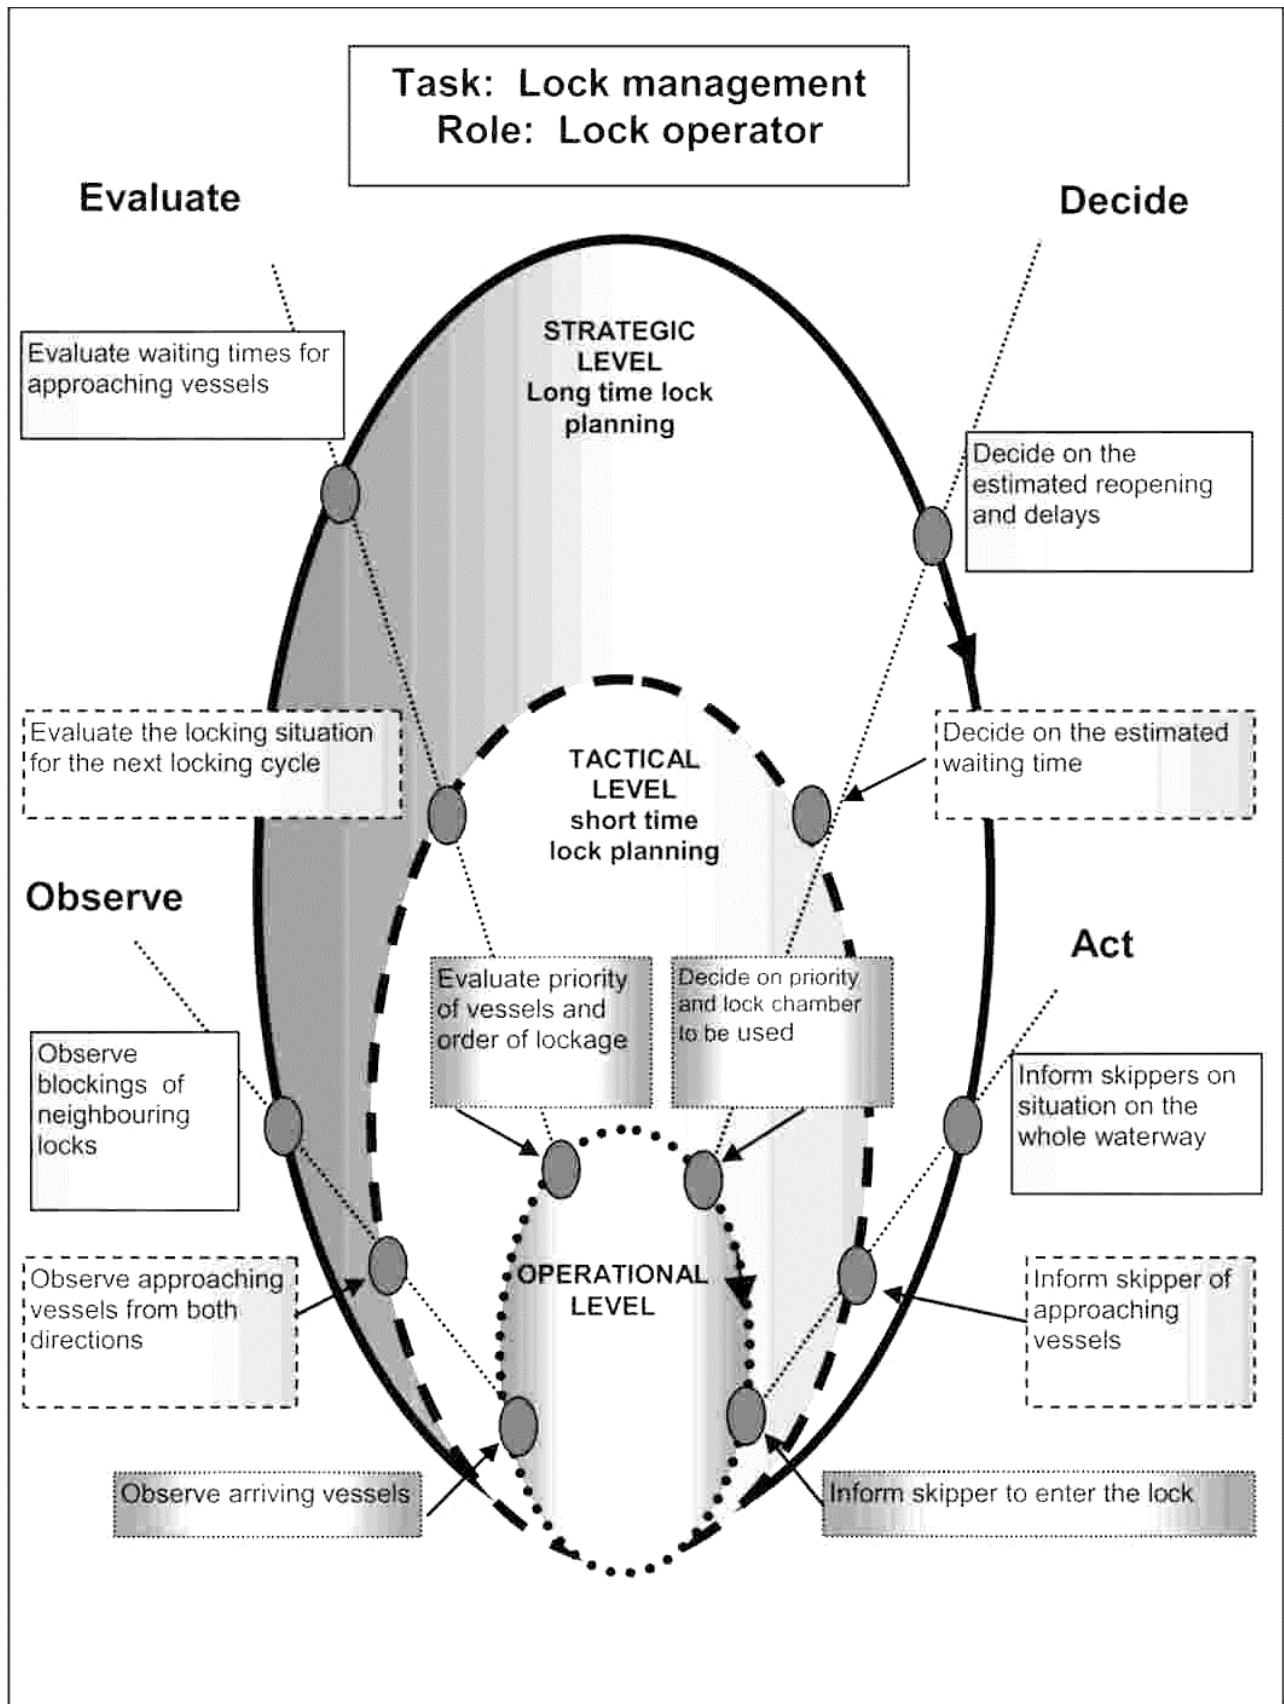 Task: Lock management
Role: Lock operator
Evaluate
Decide
Evaluate waiting times for
approaching vessels
STRATEGIC
LEVEL
Long time lock
planning
Decide on the
estimated reopening
and delays
Evaluate the locking situation
for the next locking cycle
TACTICAL
LEVEL
short time
lock planning
Decide on the estimated
waiting time
Observe
Act
Evaluate priority
of vessels and
order of lockage
Decide on priority
and lock chamber
to be used
Observe
blockings of
neighbouring
locks
Inform skippers on
situation on the
whole waterway
Observe approaching
vessels from both
directions
OPERATIONAL
LEVEL
Inform skipper of
approaching
vessels
Observe arriving vessels
Inform skipper to enter the lock